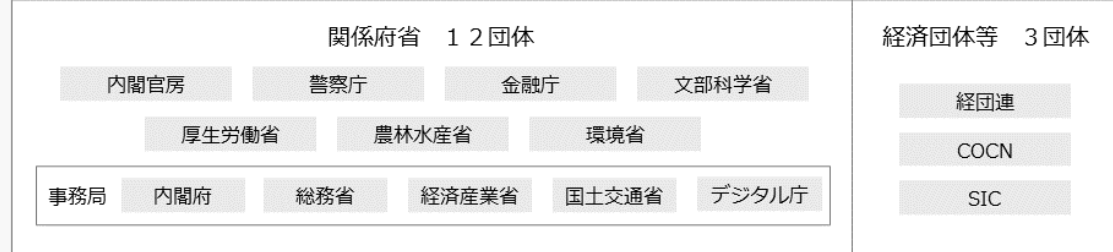 関係府省　１２団体
内閣官房　警察庁　金融庁　文部科学省
厚生労働省　農林水産省　環境省
事務局　内閣府　総務省　経済産業省　国土交通省　デジタル庁
経済団体等　３団体
経団連
COCN
SIC